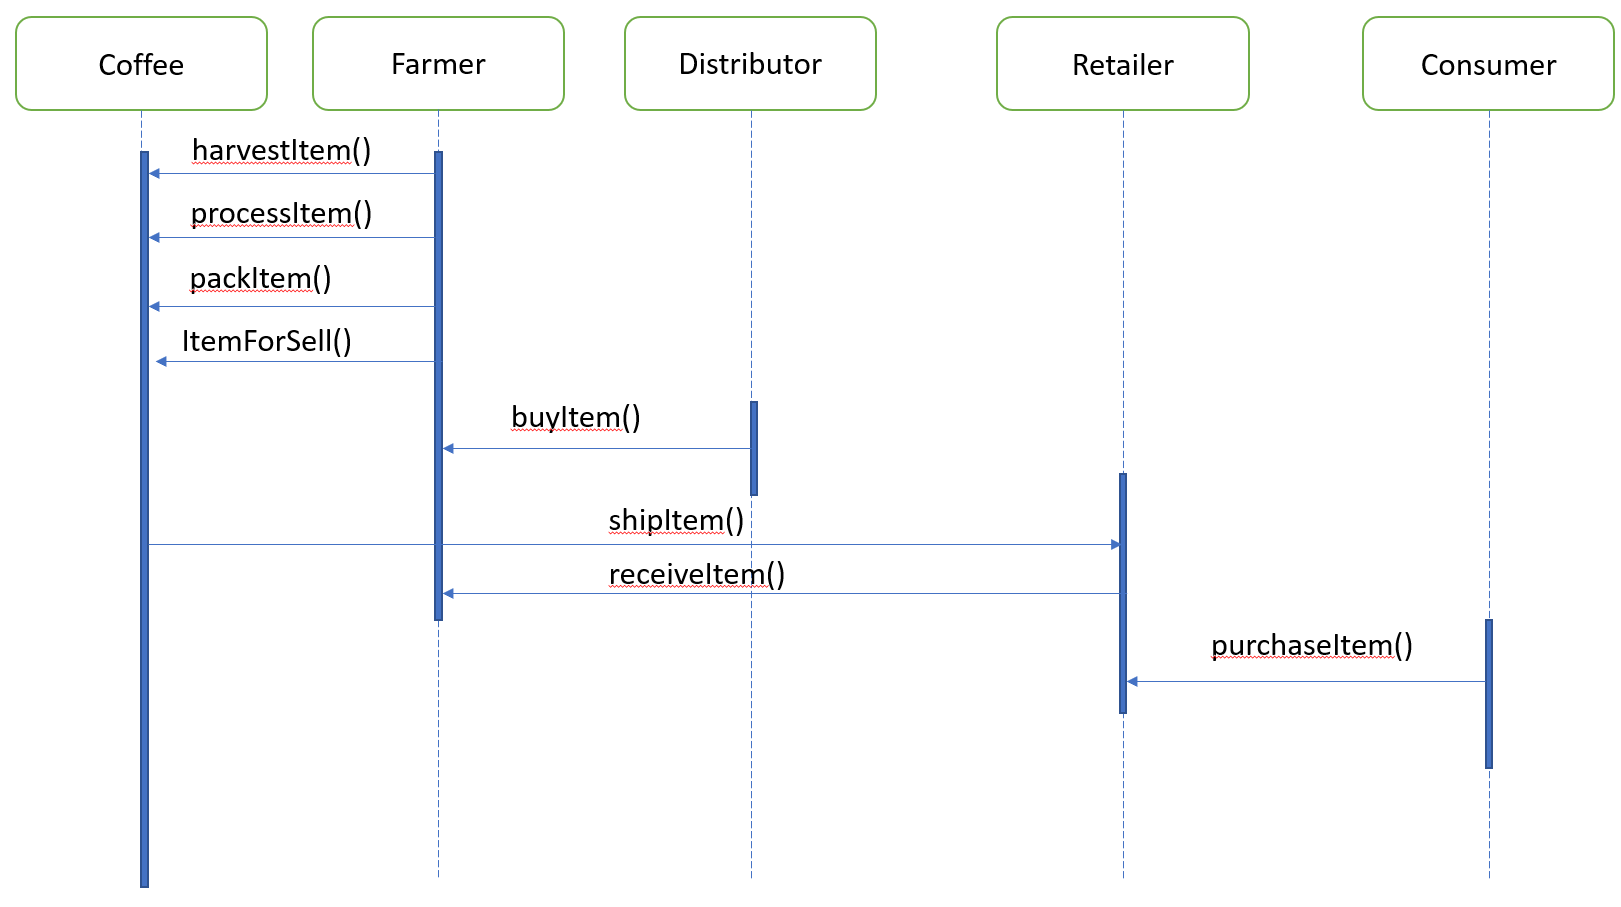 Coffee
Farmer
Distributor
Retailer
Consumer
harvestItem()
processItem()
packItem()
ItemForSell()
buyItem()
shipItem()
receiveItem()
purchaseItem()